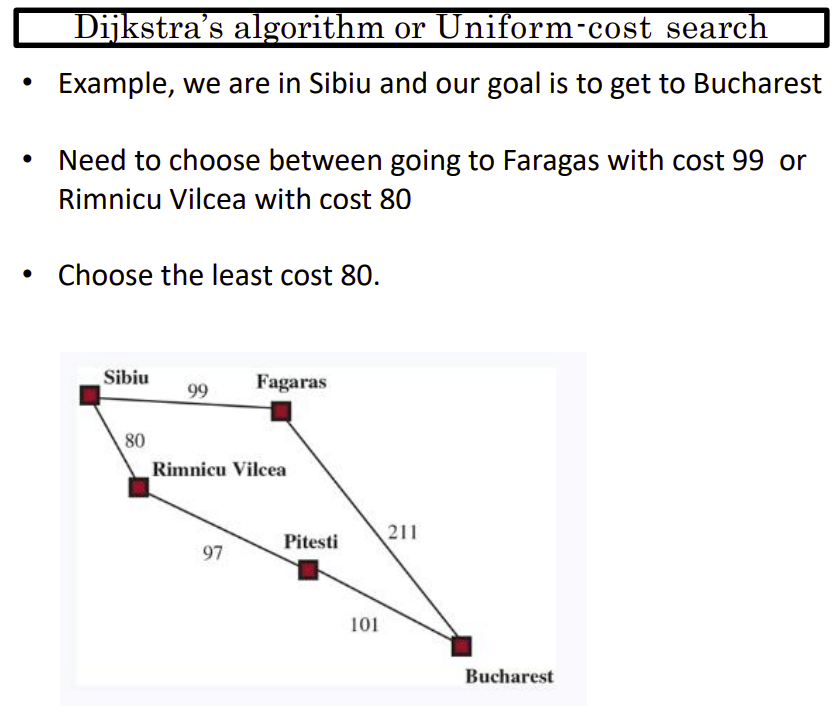 Dijkstra's algorithm or Uniform-cost search
• Example, we are in Sibiu and our goal is to get to Bucharest
• Need to choose between going to Faragas with cost 99 or
Rimnicu Vilcea with cost 80
• Choose the least cost 80.
Sibiu
99
Fagaras
80
Rimnicu Vilcea
97
Pitesti
211
101
Bucharest